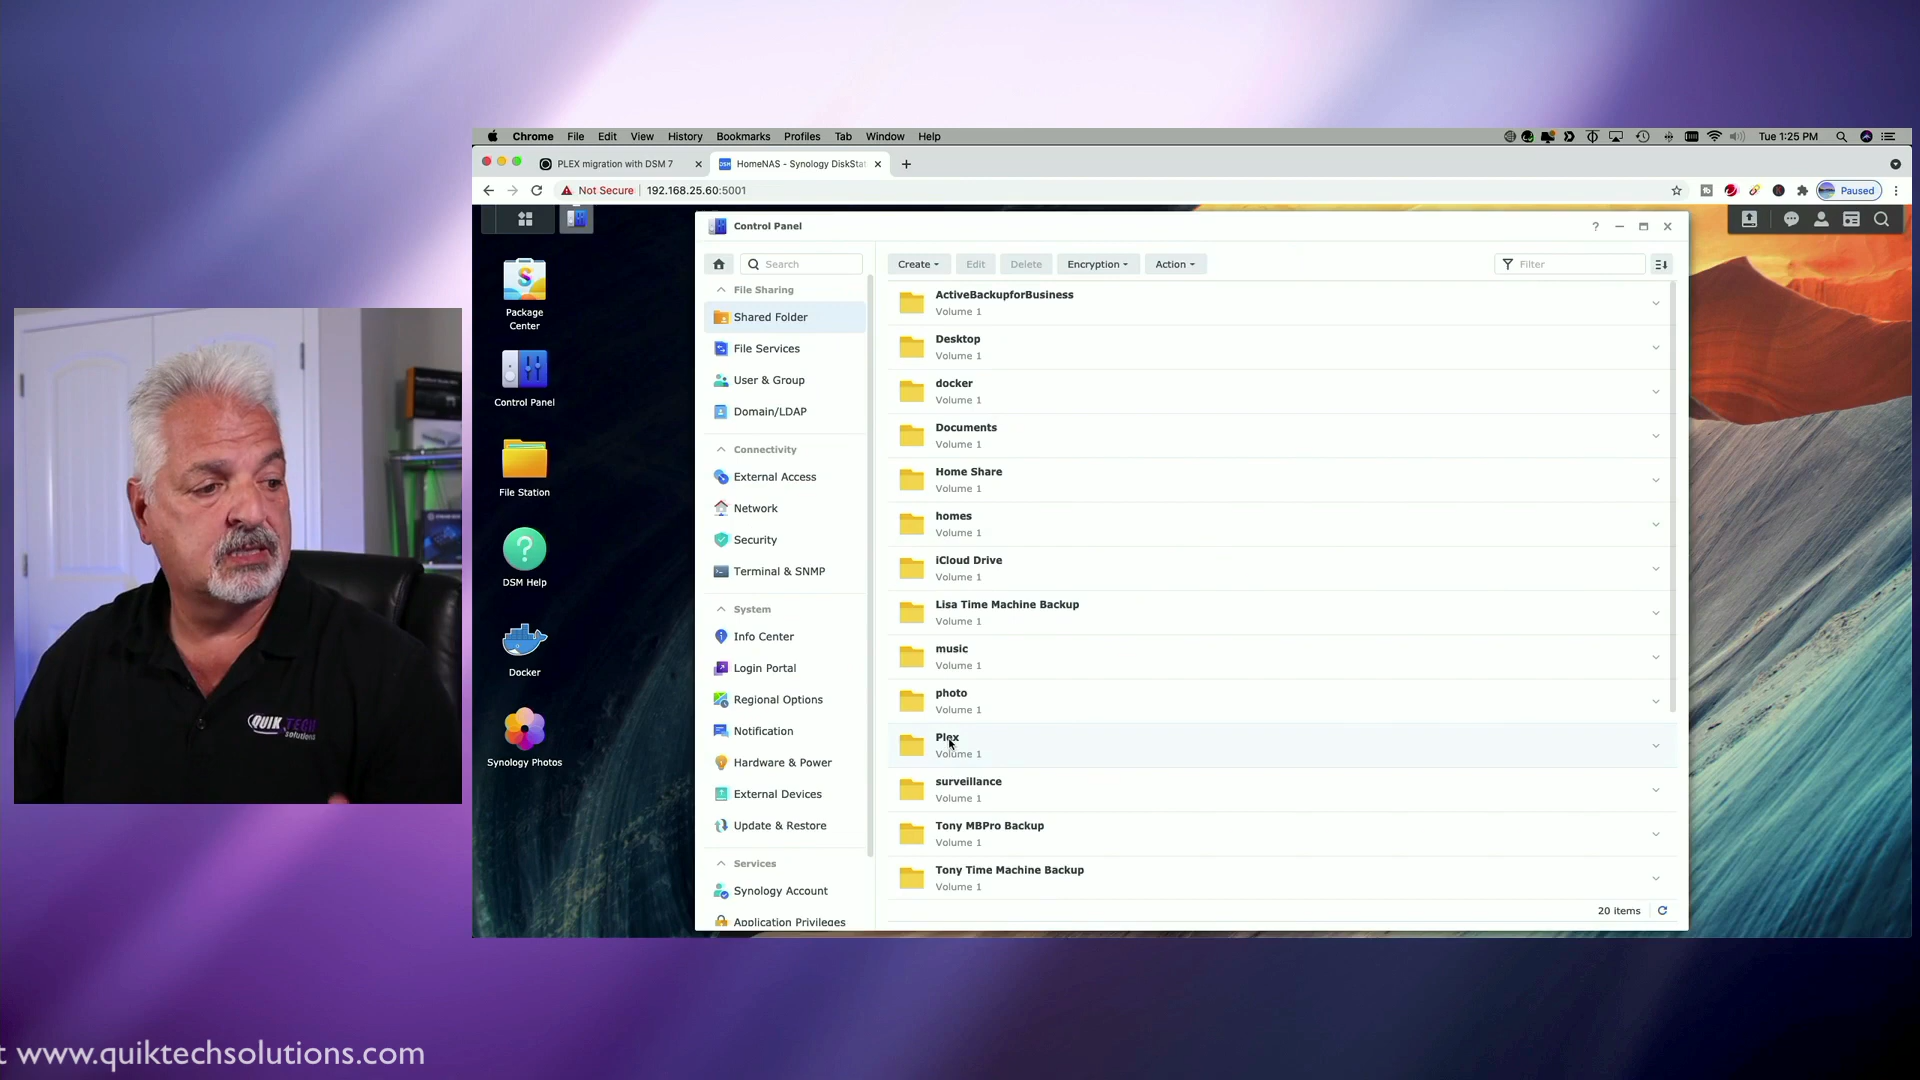 Chrome File Edit View History Bookmarks Profiles Tab Window Help
Tue 1:25 PM
PLEX migration with DSM 7
HomeNAS - Synology DiskSta
Not Secure 192.168.25.60:5001
Paused
Control Panel
Package
Center
Control Panel
File Station
DSM Help
Docker
Synology Photos
Search
File Sharing
Shared Folder
File Services
User & Group
Domain/LDAP
Connectivity
External Access
Network
Security
Terminal & SNMP
System
Info Center
Login Portal
Regional Options
Notification
Hardware & Power
External Devices
Update & Restore
Services
Synology Account
Application Privileges
Create Edit Delete Encryption Action
Filter
ActiveBackupforBusiness
Volume 1
Desktop
Volume 1
docker
Volume 1
Documents
Volume 1
Home Share
Volume 1
homes
Volume 1
iCloud Drive
Volume 1
Lisa Time Machine Backup
Volume 1
music
Volume 1
photo
Volume 1
Plex
Volume 1
surveillance
Volume 1
Tony MBPro Backup
Volume 1
Tony Time Machine Backup
Volume 1
20 items
QUIK TECH
solutions
t www.quiktechsolutions.com